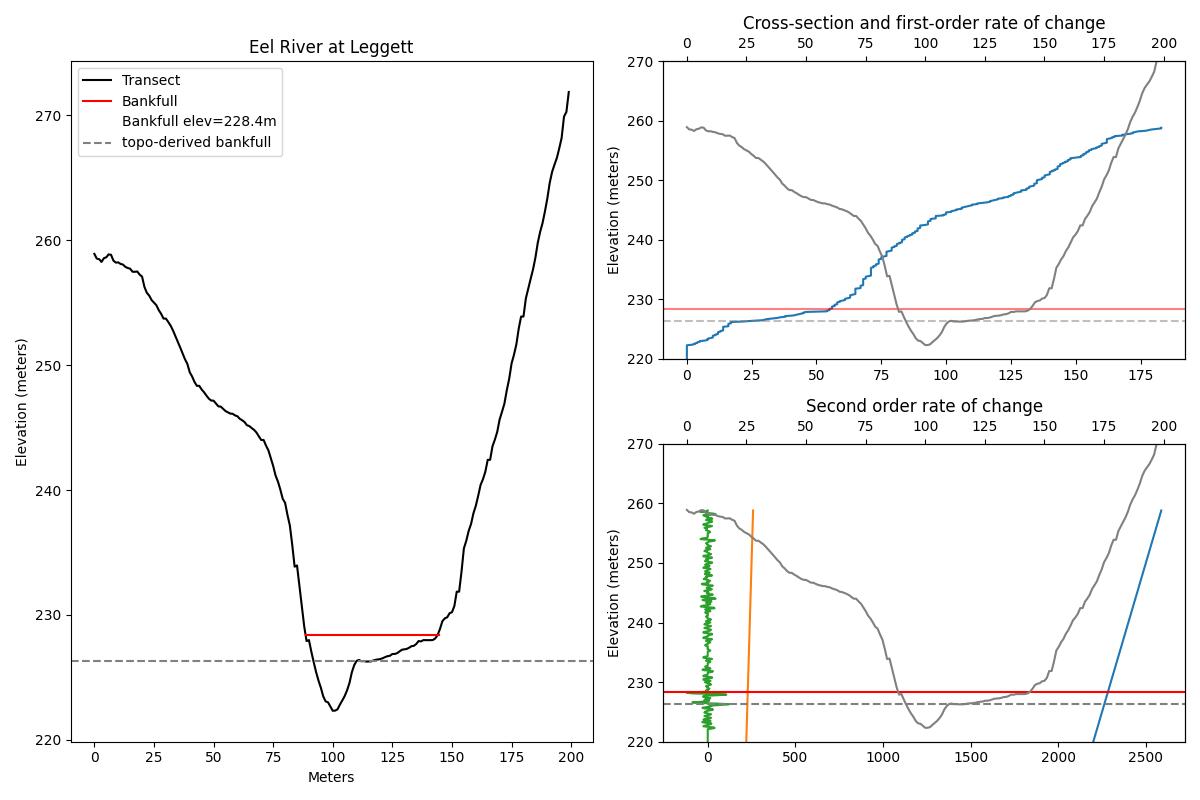 Eel River at Leggett
Transect
Bankfull
Bankfull elev=228.4m
topo-derived bankfull
Elevation (meters)
270
260
250
240
230
220
0 25 50 75 100 125 150 175 200
Meters
Cross-section and first-order rate of change
0 25 50 75 100 125 150 175 200
Elevation (meters)
270
260
250
240
230
220
0 25 50 75 100 125 150 175
Second order rate of change
0 25 50 75 100 125 150 175 200
Elevation (meters)
270
260
250
240
230
220
0 500 1000 1500 2000 2500